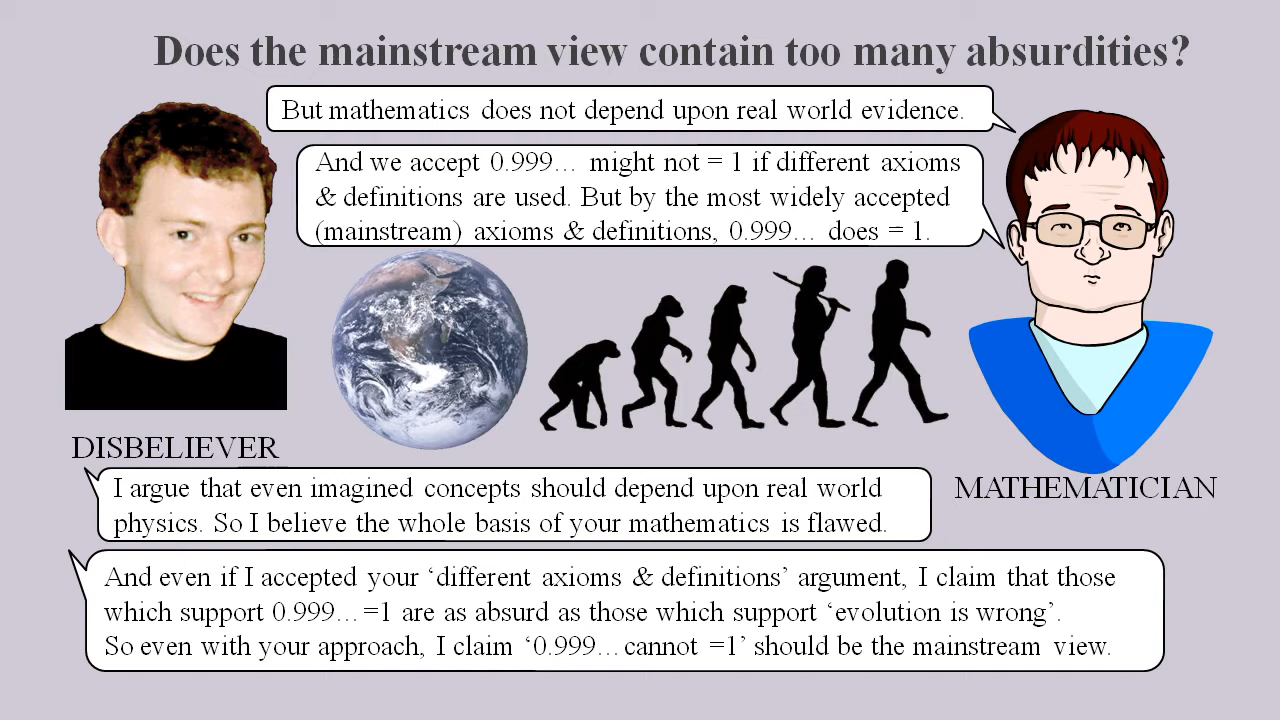 Does the mainstream view contain too many absurdities?
But mathematics does not depend upon real world evidence.
And we accept 0.999… might not = 1 if different axioms
& definitions are used. But by the most widely accepted
(mainstream) axioms & definitions, 0.999… does = 1.
DISBELIEVER
I argue that even imagined concepts should depend upon real world
physics. So I believe the whole basis of your mathematics is flawed.
MATHEMATICIAN
And even if I accepted your ‘different axioms & definitions’ argument, I claim that those
which support 0.999… =1 are as absurd as those which support ‘evolution is wrong’.
So even with your approach, I claim ‘0.999… cannot =1’ should be the mainstream view.